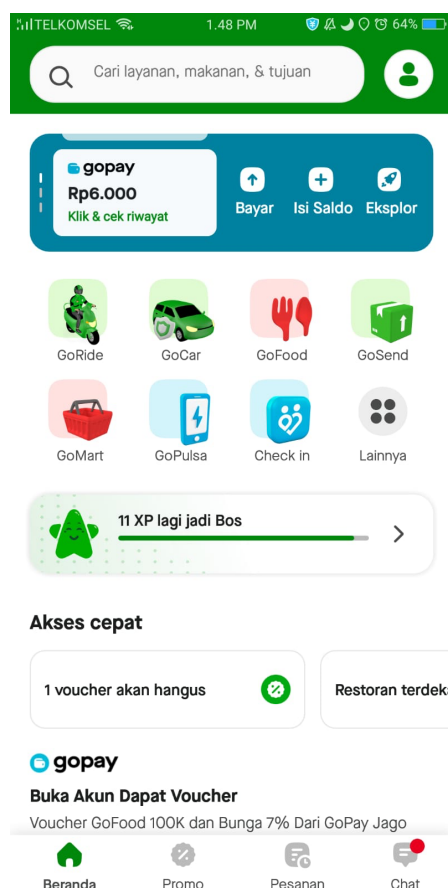 TELKOMSEL 1.48 PM 64%
Cari layanan, makanan, & tujuan
gopay
Rp6.000
Klik & cek riwayat
Bayar Isi Saldo Eksplor
GoRide GoCar GoFood GoSend
GoMart GoPulsa Check in Lainnya
11 XP lagi jadi Bos
Akses cepat
1 voucher akan hangus Restoran terdek
gopay
Buka Akun Dapat Voucher
Voucher GoFood 100K dan Bunga 7% Dari GoPay Jago
Beranda Promo Pesanan Chat